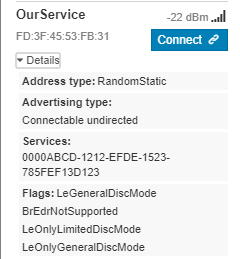 OurService
-22 dBm
FD:3F:45:53:FB:31
Connect
Details
Address type: RandomStatic
Advertising type:
Connectable undirected
Services:
0000ABCD-1212-EFDE-1523-
785FEF13D123
Flags: LeGeneralDiscMode
BrEdrNotSupported
LeOnlyLimitedDiscMode
LeOnlyGeneralDiscMode